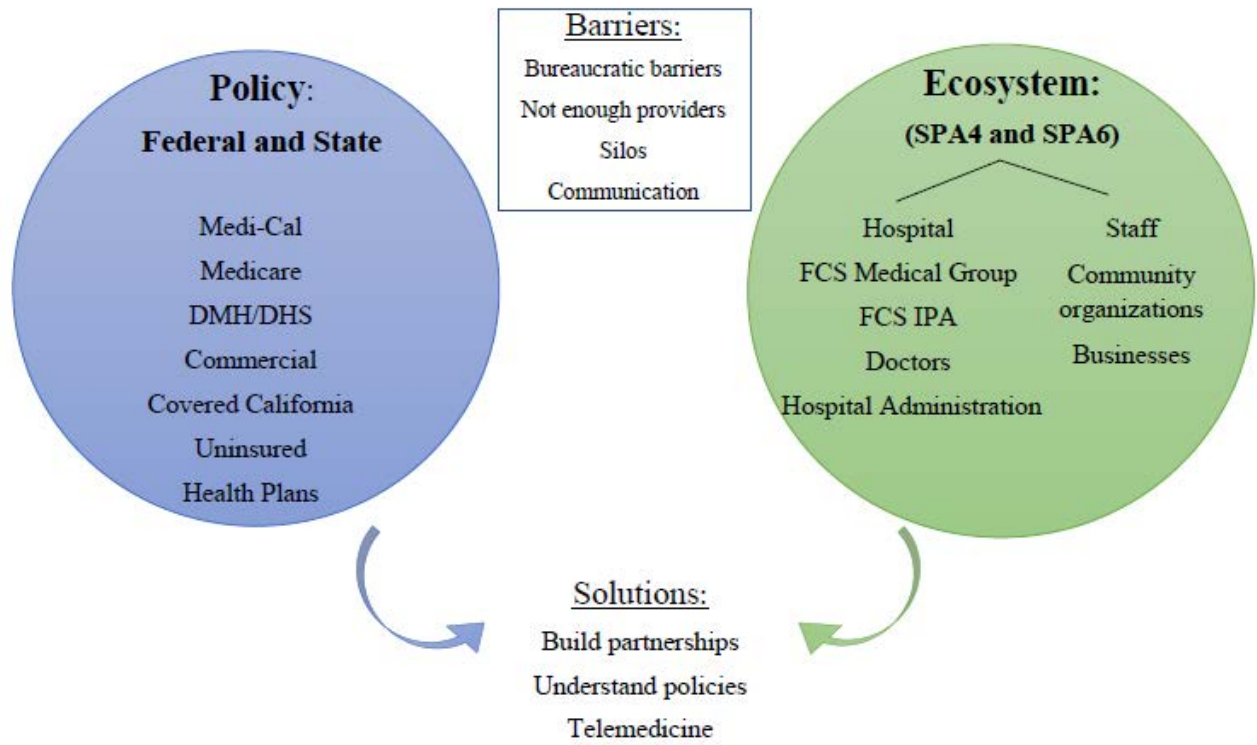 Barriers:
Bureaucratic barriers
Not enough providers
Silos
Communication
Policy:
Federal and State
Medi-Cal
Medicare
DMH/DHS
Commercial
Covered California
Uninsured
Health Plans
Ecosystem:
(SPA4 and SPA6)
Hospital
FCS Medical Group
FCS IPA
Doctors
Hospital Administration
Staff
Community
organizations
Businesses
Solutions:
Build partnerships
Understand policies
Telemedicine